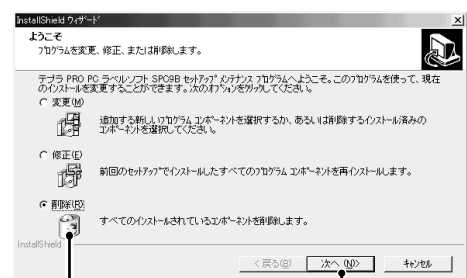 InstallShield ウィザード
ようこそ
プログラムを変更、修正、または削除します。
テプラ PRO PC ラベルソフト SPC9B セットアップ メンテナンス プログラムへようこそ。このプログラムを使って、現在
のインストールを変更することができます。次のオプションをクリックしてください。
変更(M)
追加する新しいプログラム コンポーネントを選択するか、あるいは削除するインストール済みの
コンポーネントを選択してください。
修正(E)
前回のセットアップでインストールしたすべてのプログラム コンポーネントを再インストールします。
削除(R)
すべてのインストールされているコンポーネントを削除します。
InstallShield
< 戻る(B)
次へ (N)>
キャンセル